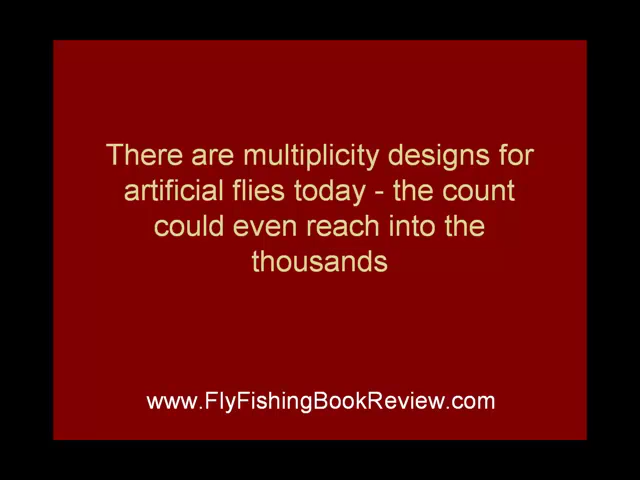 There are multiplicity designs for
artificial flies today - the count
could even reach into the
thousands
www.FlyFishingBookReview.com